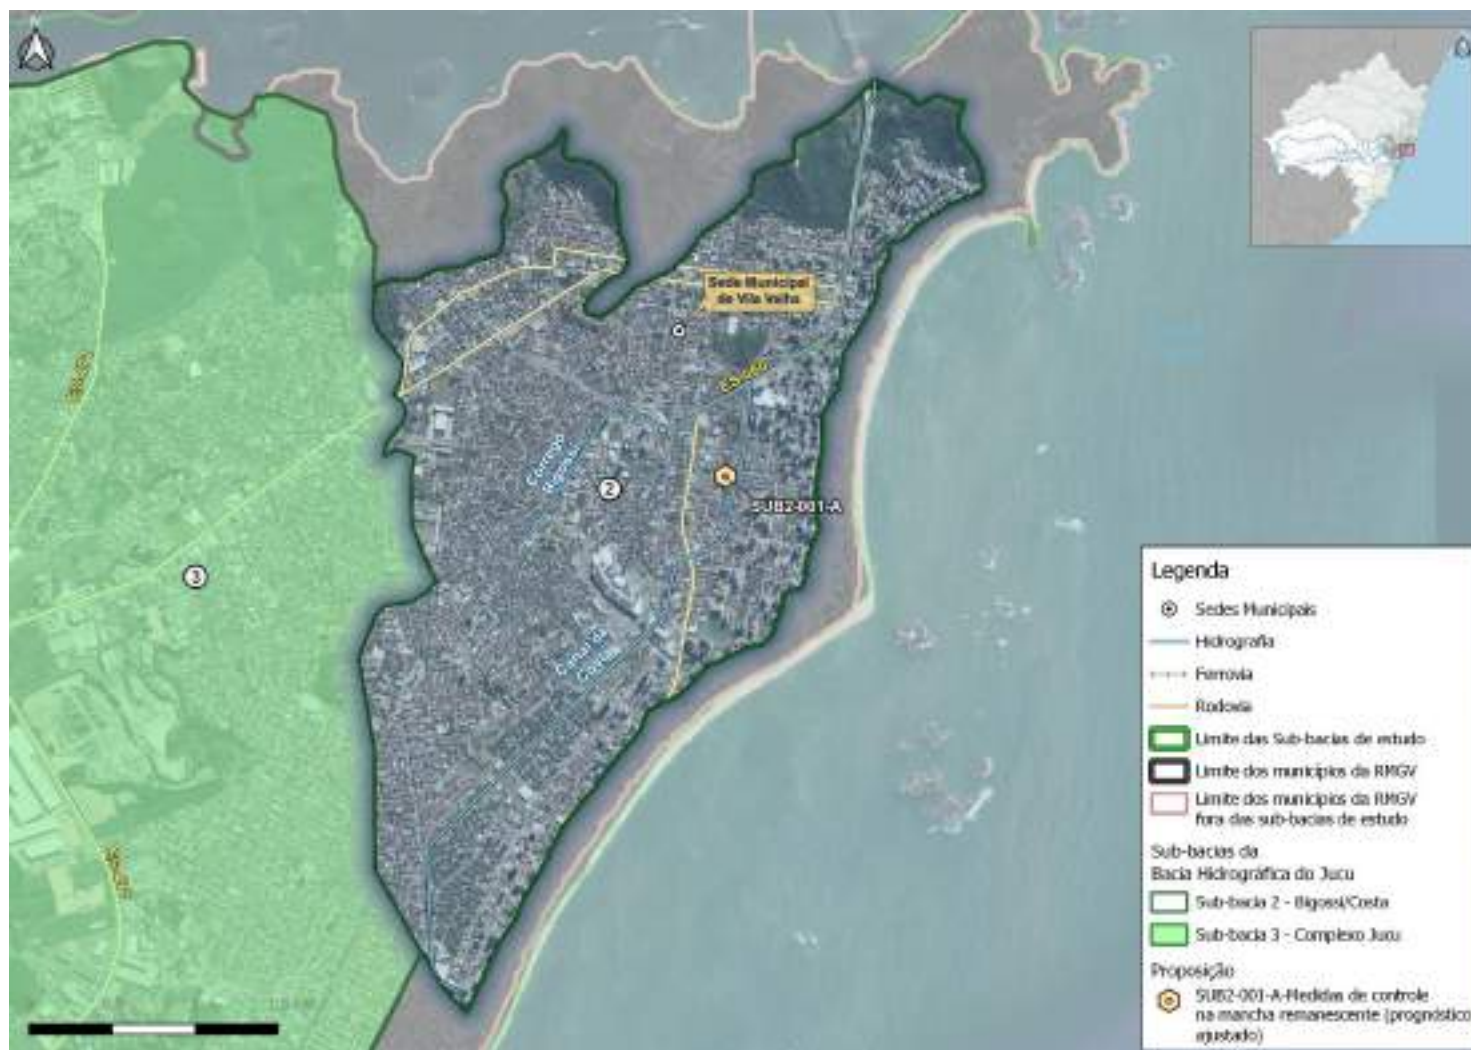 N
Sede Municipal
de Vila Velha
ES-060
Córrego
Bigossi
2
SUB2-001-A
3
Canal da
Costa
Legenda
Sedes Municipais
Hidrografia
Ferrovia
Rodovia
Limite das Sub-bacias de estudo
Limite dos municípios da RMGV
Limite dos municípios da RMGV
fora das sub-bacias de estudo
Sub-bacias da
Bacia Hidrográfica do Jucu
Sub-bacia 2 - Bigossi/Costa
Sub-bacia 3 - Complexo Jucu
Proposição
SUB2-001-A-Medidas de controle
na mancha remanescente (prognóstico
ajustado)